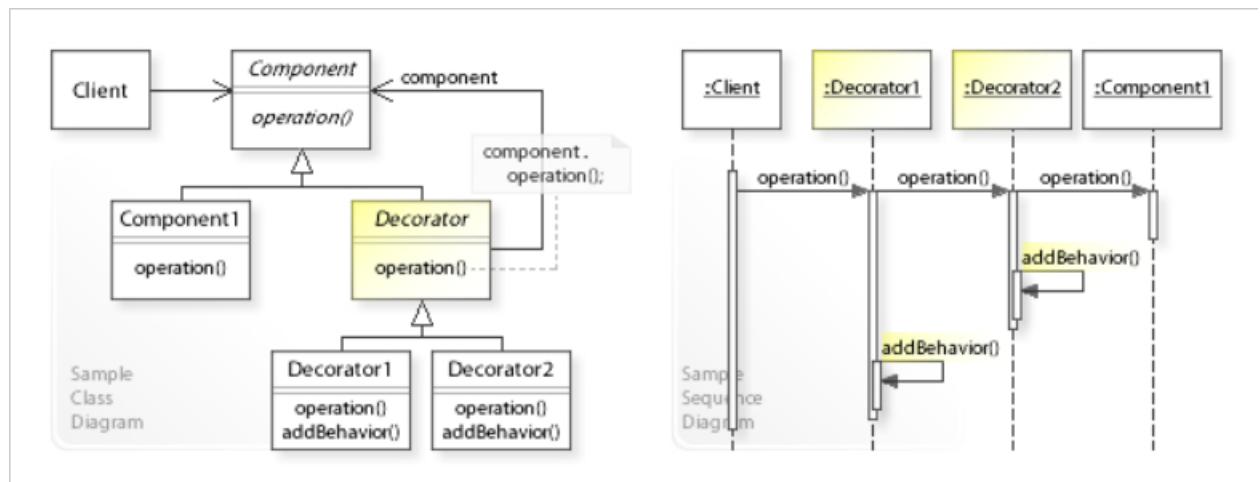 Client
Component
operation()
component
component.
operation();
Component1
operation()
Decorator
operation()
Decorator1
operation()
addBehavior()
Decorator2
operation()
addBehavior()
Sample
Class
Diagram
:Client
:Decorator1
:Decorator2
:Component1
operation()
operation()
operation()
addBehavior()
addBehavior()
Sample
Sequence
Diagram